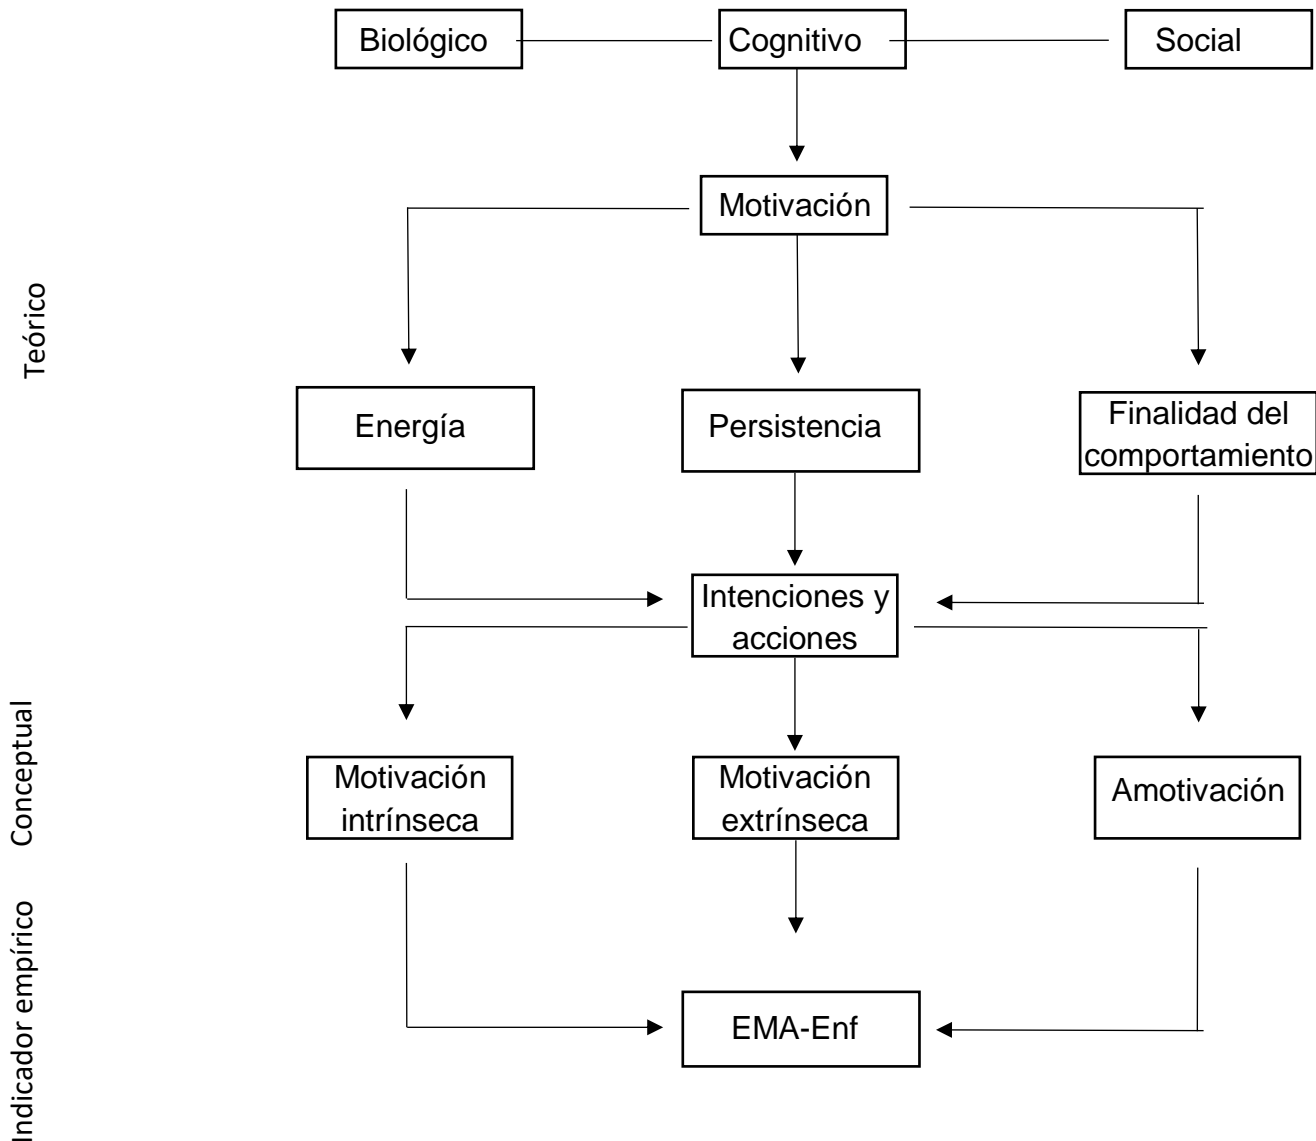 Biológico
Cognitivo
Social
Motivación
Teórico
Energía
Persistencia
Finalidad del
comportamiento
Intenciones y
acciones
Conceptual
Motivación
intrínseca
Motivación
extrínseca
Amotivación
Indicador empírico
EMA-Enf